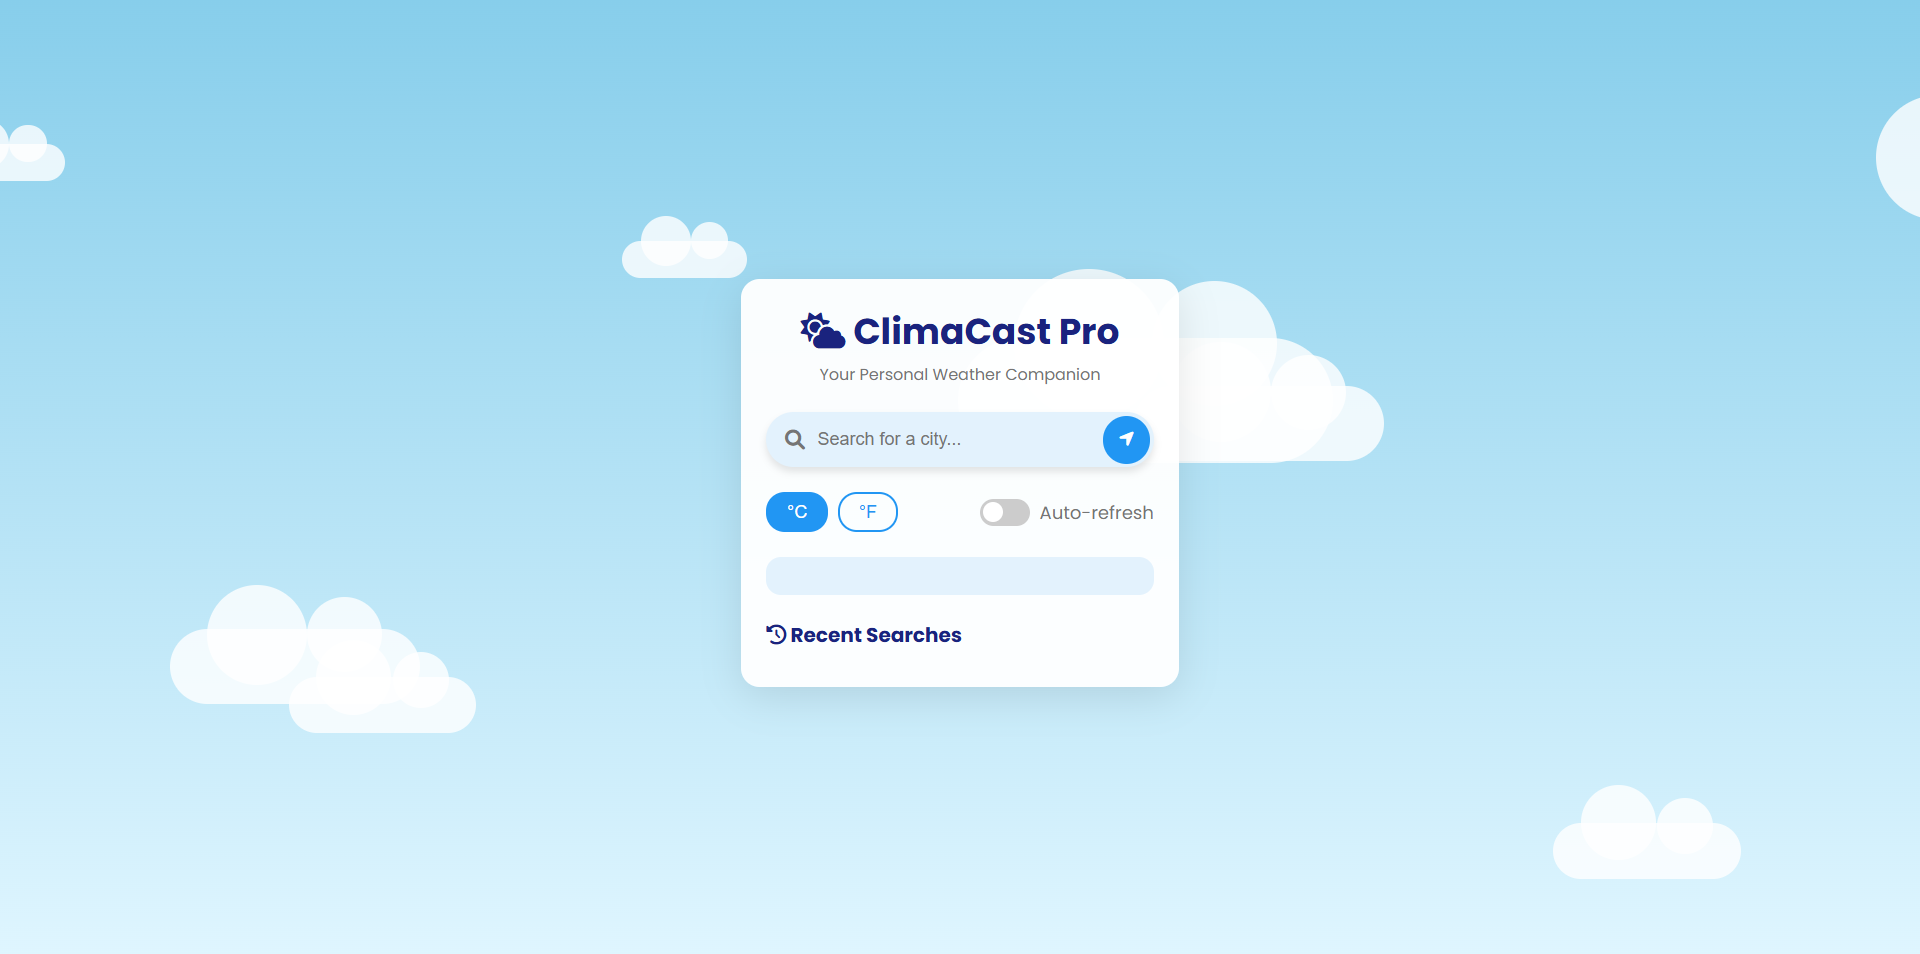 ClimaCast Pro
Your Personal Weather Companion
Search for a city...
°C °F Auto-refresh
Recent Searches